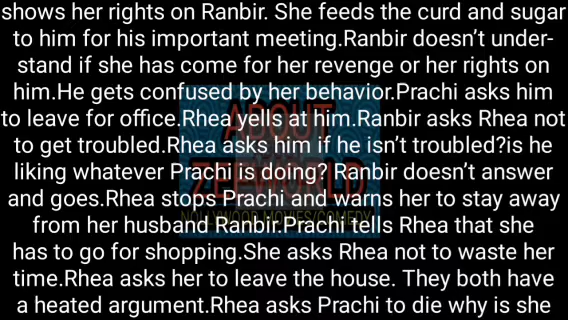 shows her rights on Ranbir. She feeds the curd and sugar
to him for his important meeting.Ranbir doesn’t under-
stand if she has come for her revenge or her rights on
him.He gets confused by her behavior.Prachi asks him
to leave for office.Rhea yells at him.Ranbir asks Rhea not
to get troubled.Rhea asks him if he isn’t troubled?is he
liking whatever Prachi is doing? Ranbir doesn’t answer
and goes.Rhea stops Prachi and warns her to stay away
from her husband Ranbir.Prachi tells Rhea that she
has to go for shopping.She asks Rhea not to waste her
time.Rhea asks her to leave the house. They both have
a heated argument.Rhea asks Prachi to die why is she
ABOUT
ZEEWORLD
NOLLYWOOD MOVIES/COMEDY